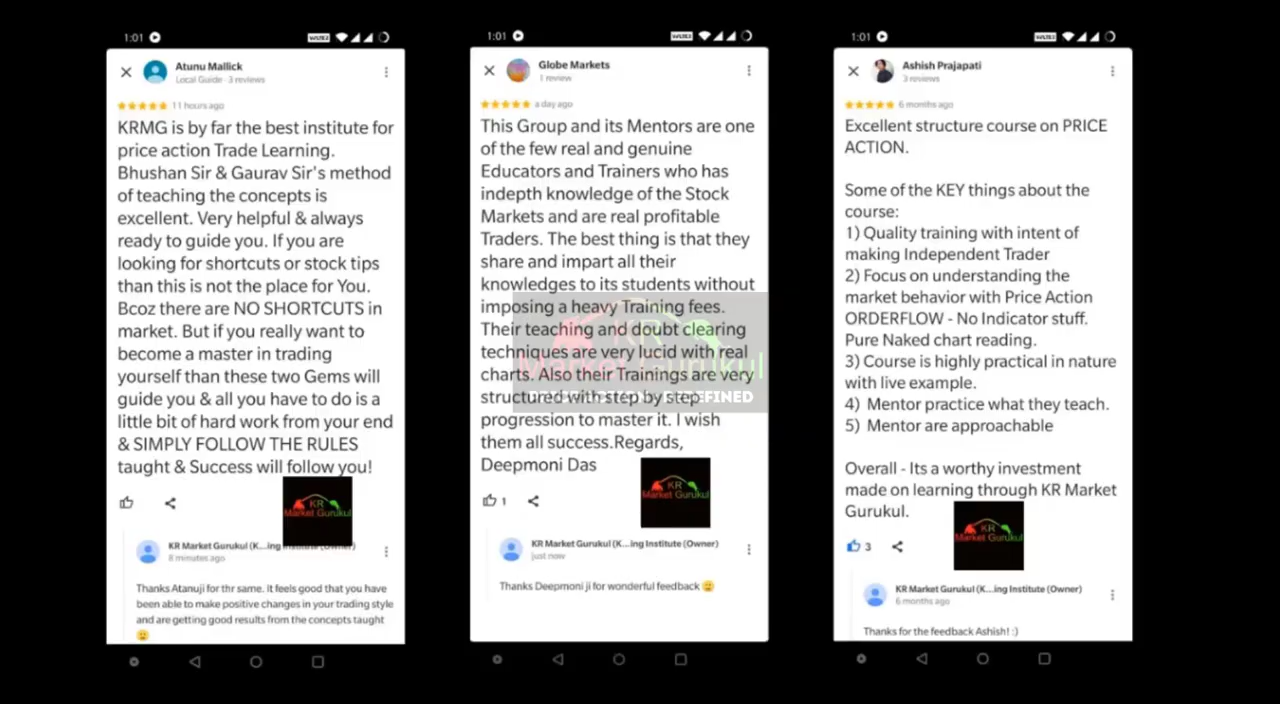 1:01
Atunu Mallick
Local Guide · 3 reviews
11 hours ago
KRMG is by far the best institute for
price action Trade Learning.
Bhushan Sir & Gaurav Sir's method
of teaching the concepts is
excellent. Very helpful & always
ready to guide you. If you are
looking for shortcuts or stock tips
than this is not the place for You.
Bcoz there are NO SHORTCUTS in
market. But if you really want to
become a master in trading
yourself than these two Gems will
guide you & all you have to do is a
little bit of hard work from your end
& SIMPLY FOLLOW THE RULES
taught & Success will follow you!
KR
Market Gurukul
KR Market Gurukul (K...ing Institute (Owner)
8 minutes ago
Thanks Atanuji for thr same. It feels good that you have
been able to make positive changes in your trading style
and are getting good results from the concepts taught
1:01
Globe Markets
1 review
a day ago
This Group and its Mentors are one
of the few real and genuine
Educators and Trainers who has
indepth knowledge of the Stock
Markets and are real profitable
Traders. The best thing is that they
share and impart all their
knowledges to its students without
imposing a heavy Training fees.
Their teaching and doubt clearing
techniques are very lucid with real
charts. Also their Trainings are very
structured with step by step
progression to master it. I wish
them all success.Regards,
Deepmoni Das
KR
Market Gurukul
1
KR Market Gurukul (K...ing Institute (Owner)
just now
Thanks Deepmoni ji for wonderful feedback
KR
Market Gurukul
REDEFINED
1:01
Ashish Prajapati
3 reviews
6 months ago
Excellent structure course on PRICE
ACTION.
Some of the KEY things about the
course:
1) Quality training with intent of
making Independent Trader
2) Focus on understanding the
market behavior with Price Action
ORDERFLOW - No Indicator stuff.
Pure Naked chart reading.
3) Course is highly practical in nature
with live example.
4) Mentor practice what they teach.
5) Mentor are approachable
Overall - Its a worthy investment
made on learning through KR Market
Gurukul.
KR
Market Gurukul
3
KR Market Gurukul (K...ing Institute (Owner)
6 months ago
Thanks for the feedback Ashish! :)